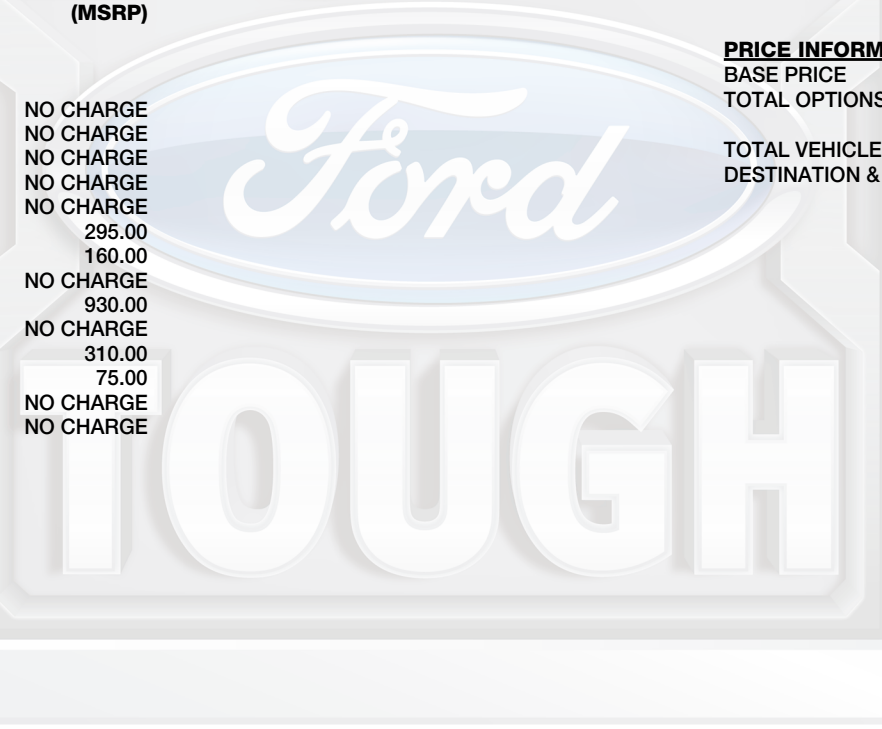 (MSRP)
NO CHARGE
NO CHARGE
NO CHARGE
NO CHARGE
NO CHARGE
295.00
160.00
NO CHARGE
930.00
NO CHARGE
310.00
75.00
NO CHARGE
NO CHARGE
PRICE INFORM
BASE PRICE
TOTAL OPTIONS
TOTAL VEHICLE
DESTINATION &
Ford
TOUGH